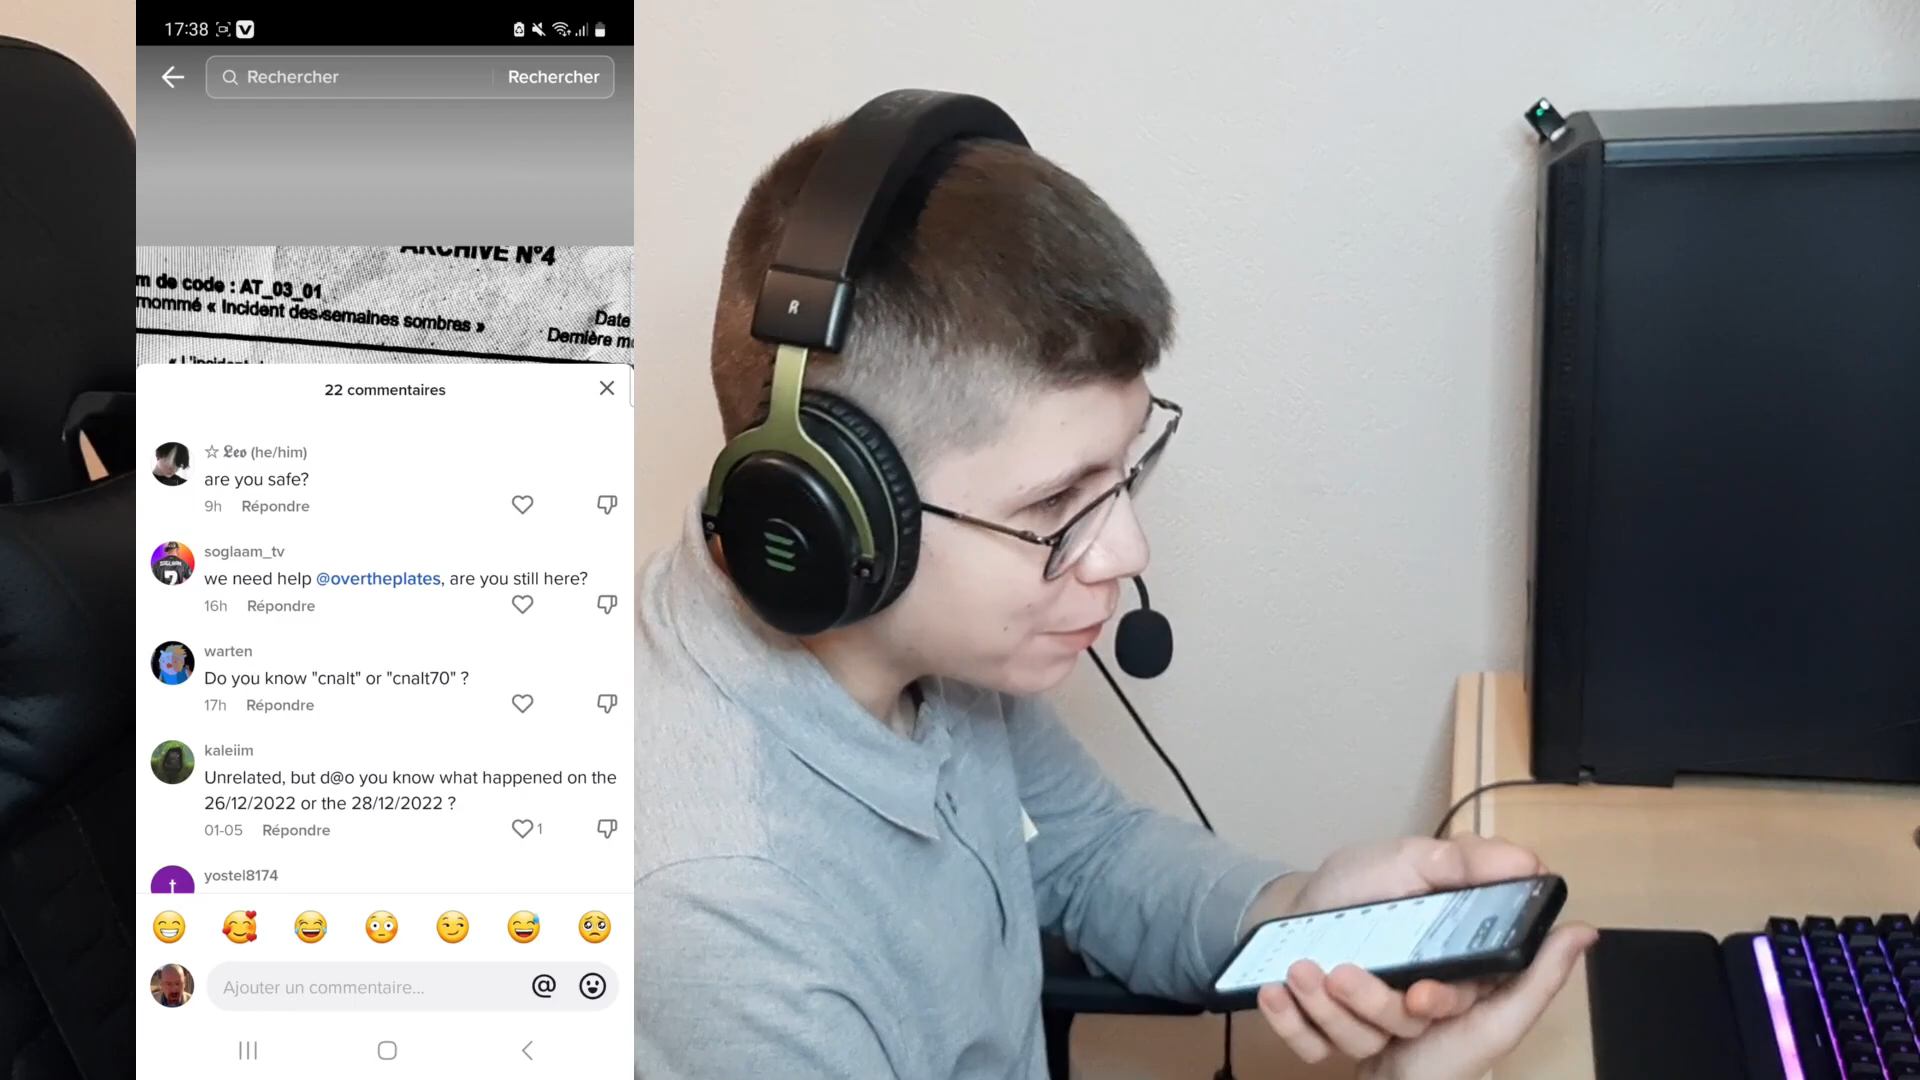 17:38
Rechercher
Rechercher
ARCHIVE N°4
m de code : AT_03_01
nommé « Incident des semaines sombres »
Date
Dernière m
« L'incident
22 commentaires
☆ 𝕷𝖊𝖔 (he/him)
are you safe?
9h Répondre
soglaam_tv
we need help @overtheplates, are you still here?
16h Répondre
warten
Do you know "cnalt" or "cnalt70" ?
17h Répondre
kaleiim
Unrelated, but d@o you know what happened on the
26/12/2022 or the 28/12/2022 ?
01-05 Répondre
1
yostel8174
t
Ajouter un commentaire...
R